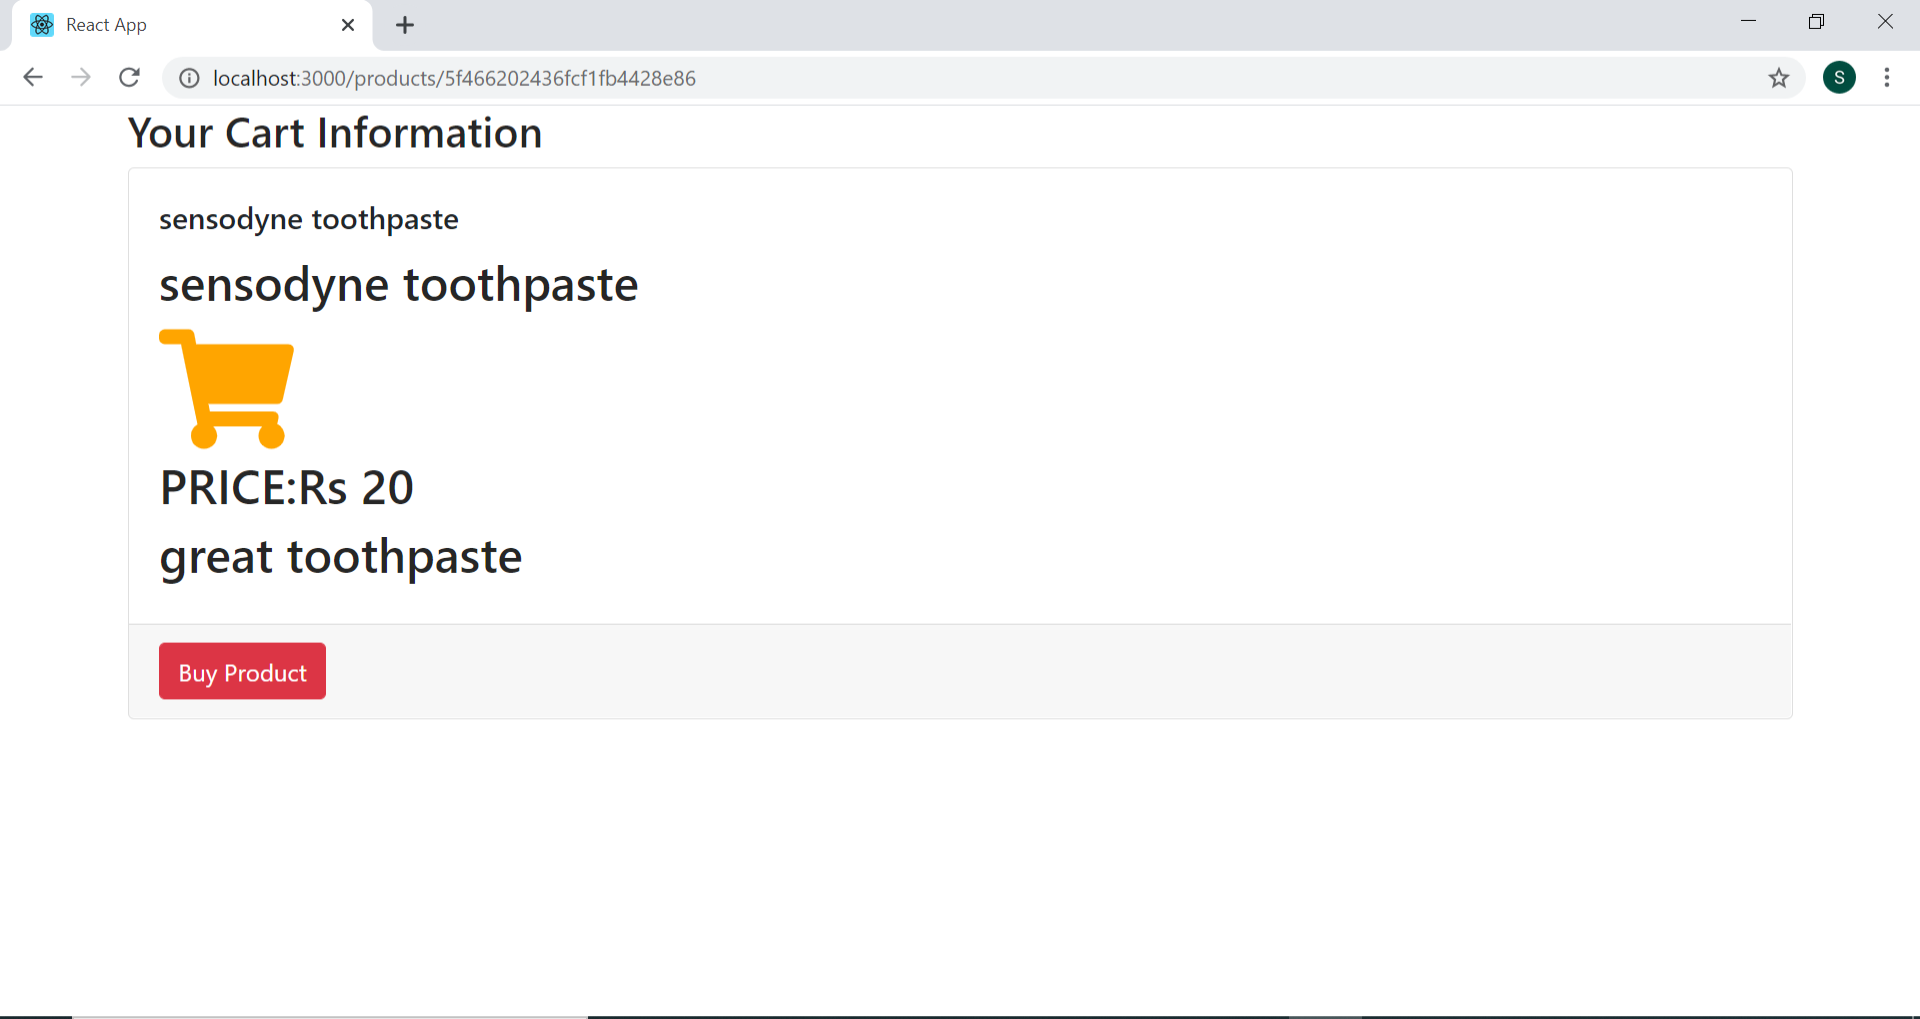 React App
localhost:3000/products/5f466202436fcf1fb4428e86
S
Your Cart Information
sensodyne toothpaste
sensodyne toothpaste
PRICE:Rs 20
great toothpaste
Buy Product